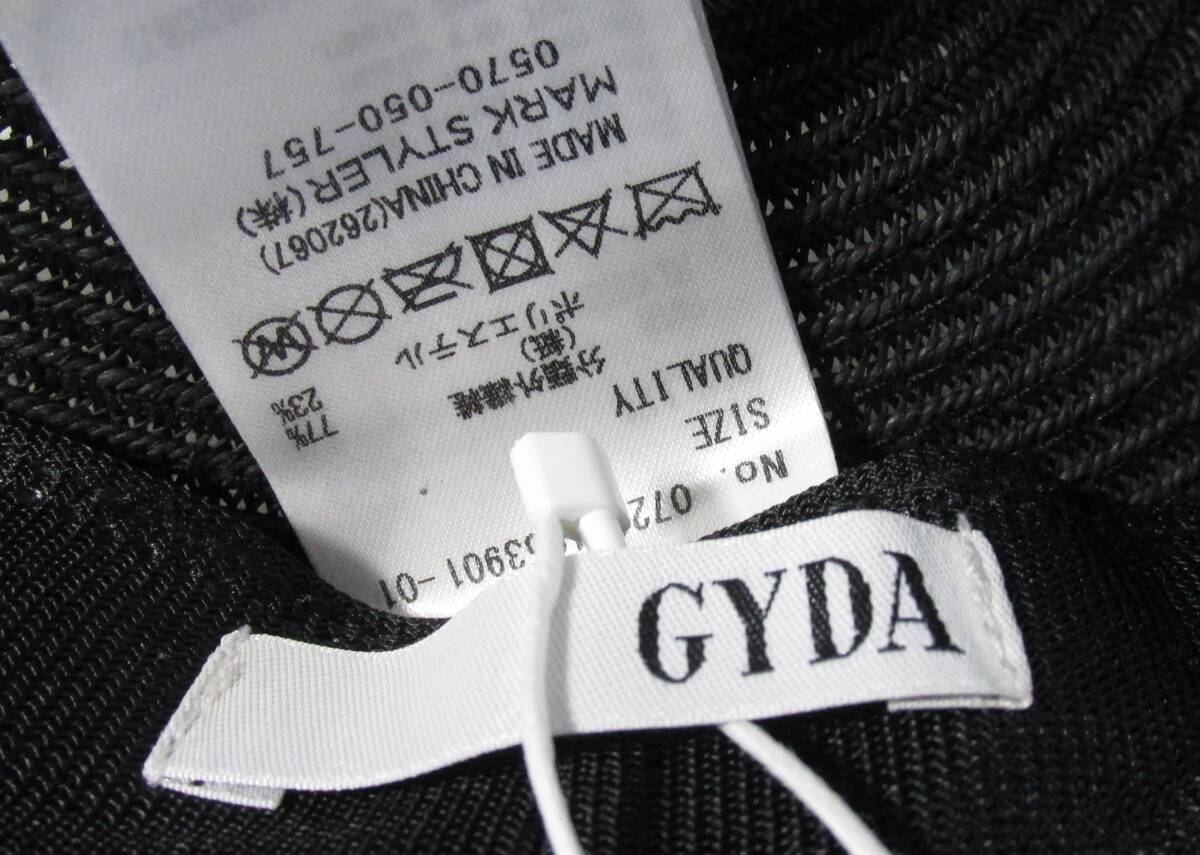 GYDA
No. 072
3901-01
SIZE
QUALITY
分類外繊維
(紙) 77%
ポリエステル 23%
MADE IN CHINA(262067)
MARK STYLER(株)
0570-050-757